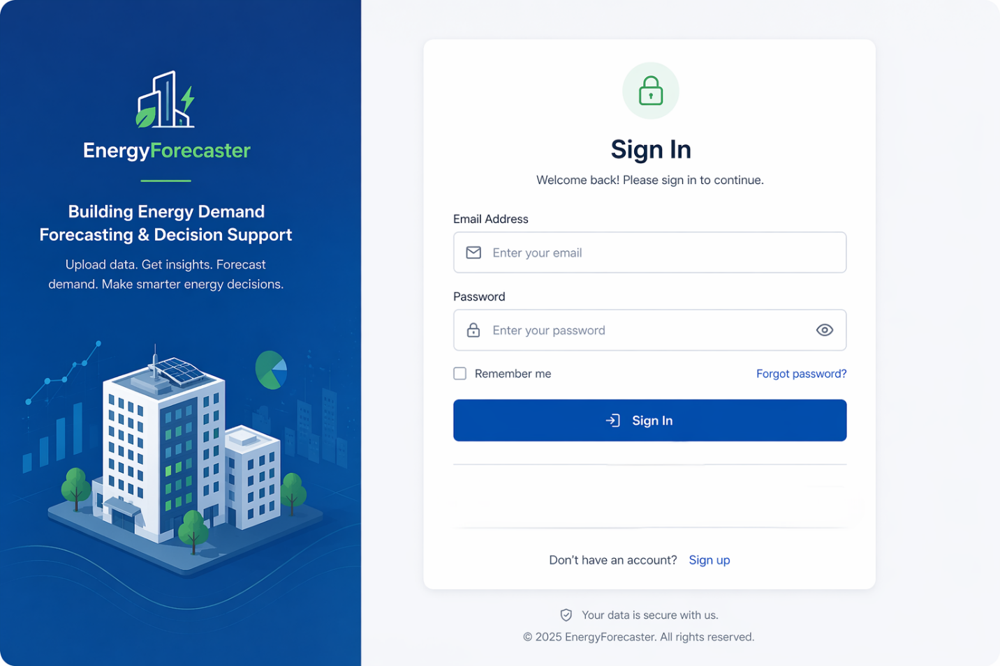 EnergyForecaster
Building Energy Demand
Forecasting & Decision Support
Upload data. Get insights. Forecast
demand. Make smarter energy decisions.
Sign In
Welcome back! Please sign in to continue.
Email Address
Enter your email
Password
Enter your password
Remember me
Forgot password?
Sign In
Don't have an account? Sign up
Your data is secure with us.
© 2025 EnergyForecaster. All rights reserved.